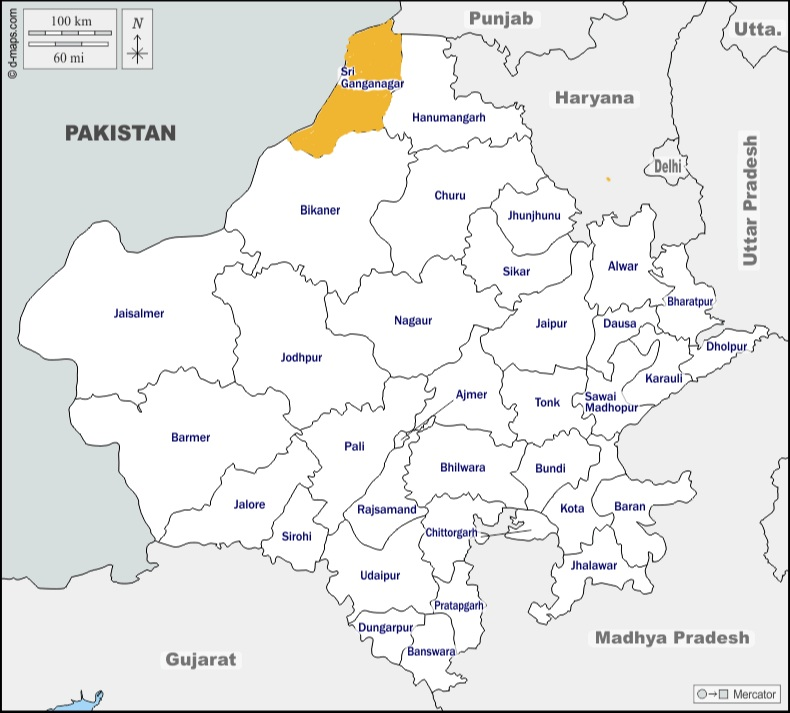 © d-maps.com
100 km
60 mi
N
Punjab
Utta.
Sri
Ganganagar
Haryana
Hanumangarh
PAKISTAN
Delhi
Uttar Pradesh
Churu
Bikaner
Jhunjhunu
Sikar
Alwar
Bharatpur
Jaisalmer
Nagaur
Jaipur
Dausa
Dholpur
Jodhpur
Karauli
Ajmer
Tonk
Sawai
Madhopur
Barmer
Pali
Bhilwara
Bundi
Jalore
Rajsamand
Kota
Baran
Sirohi
Chittorgarh
Udaipur
Jhalawar
Pratapgarh
Dungarpur
Banswara
Madhya Pradesh
Gujarat
Mercator